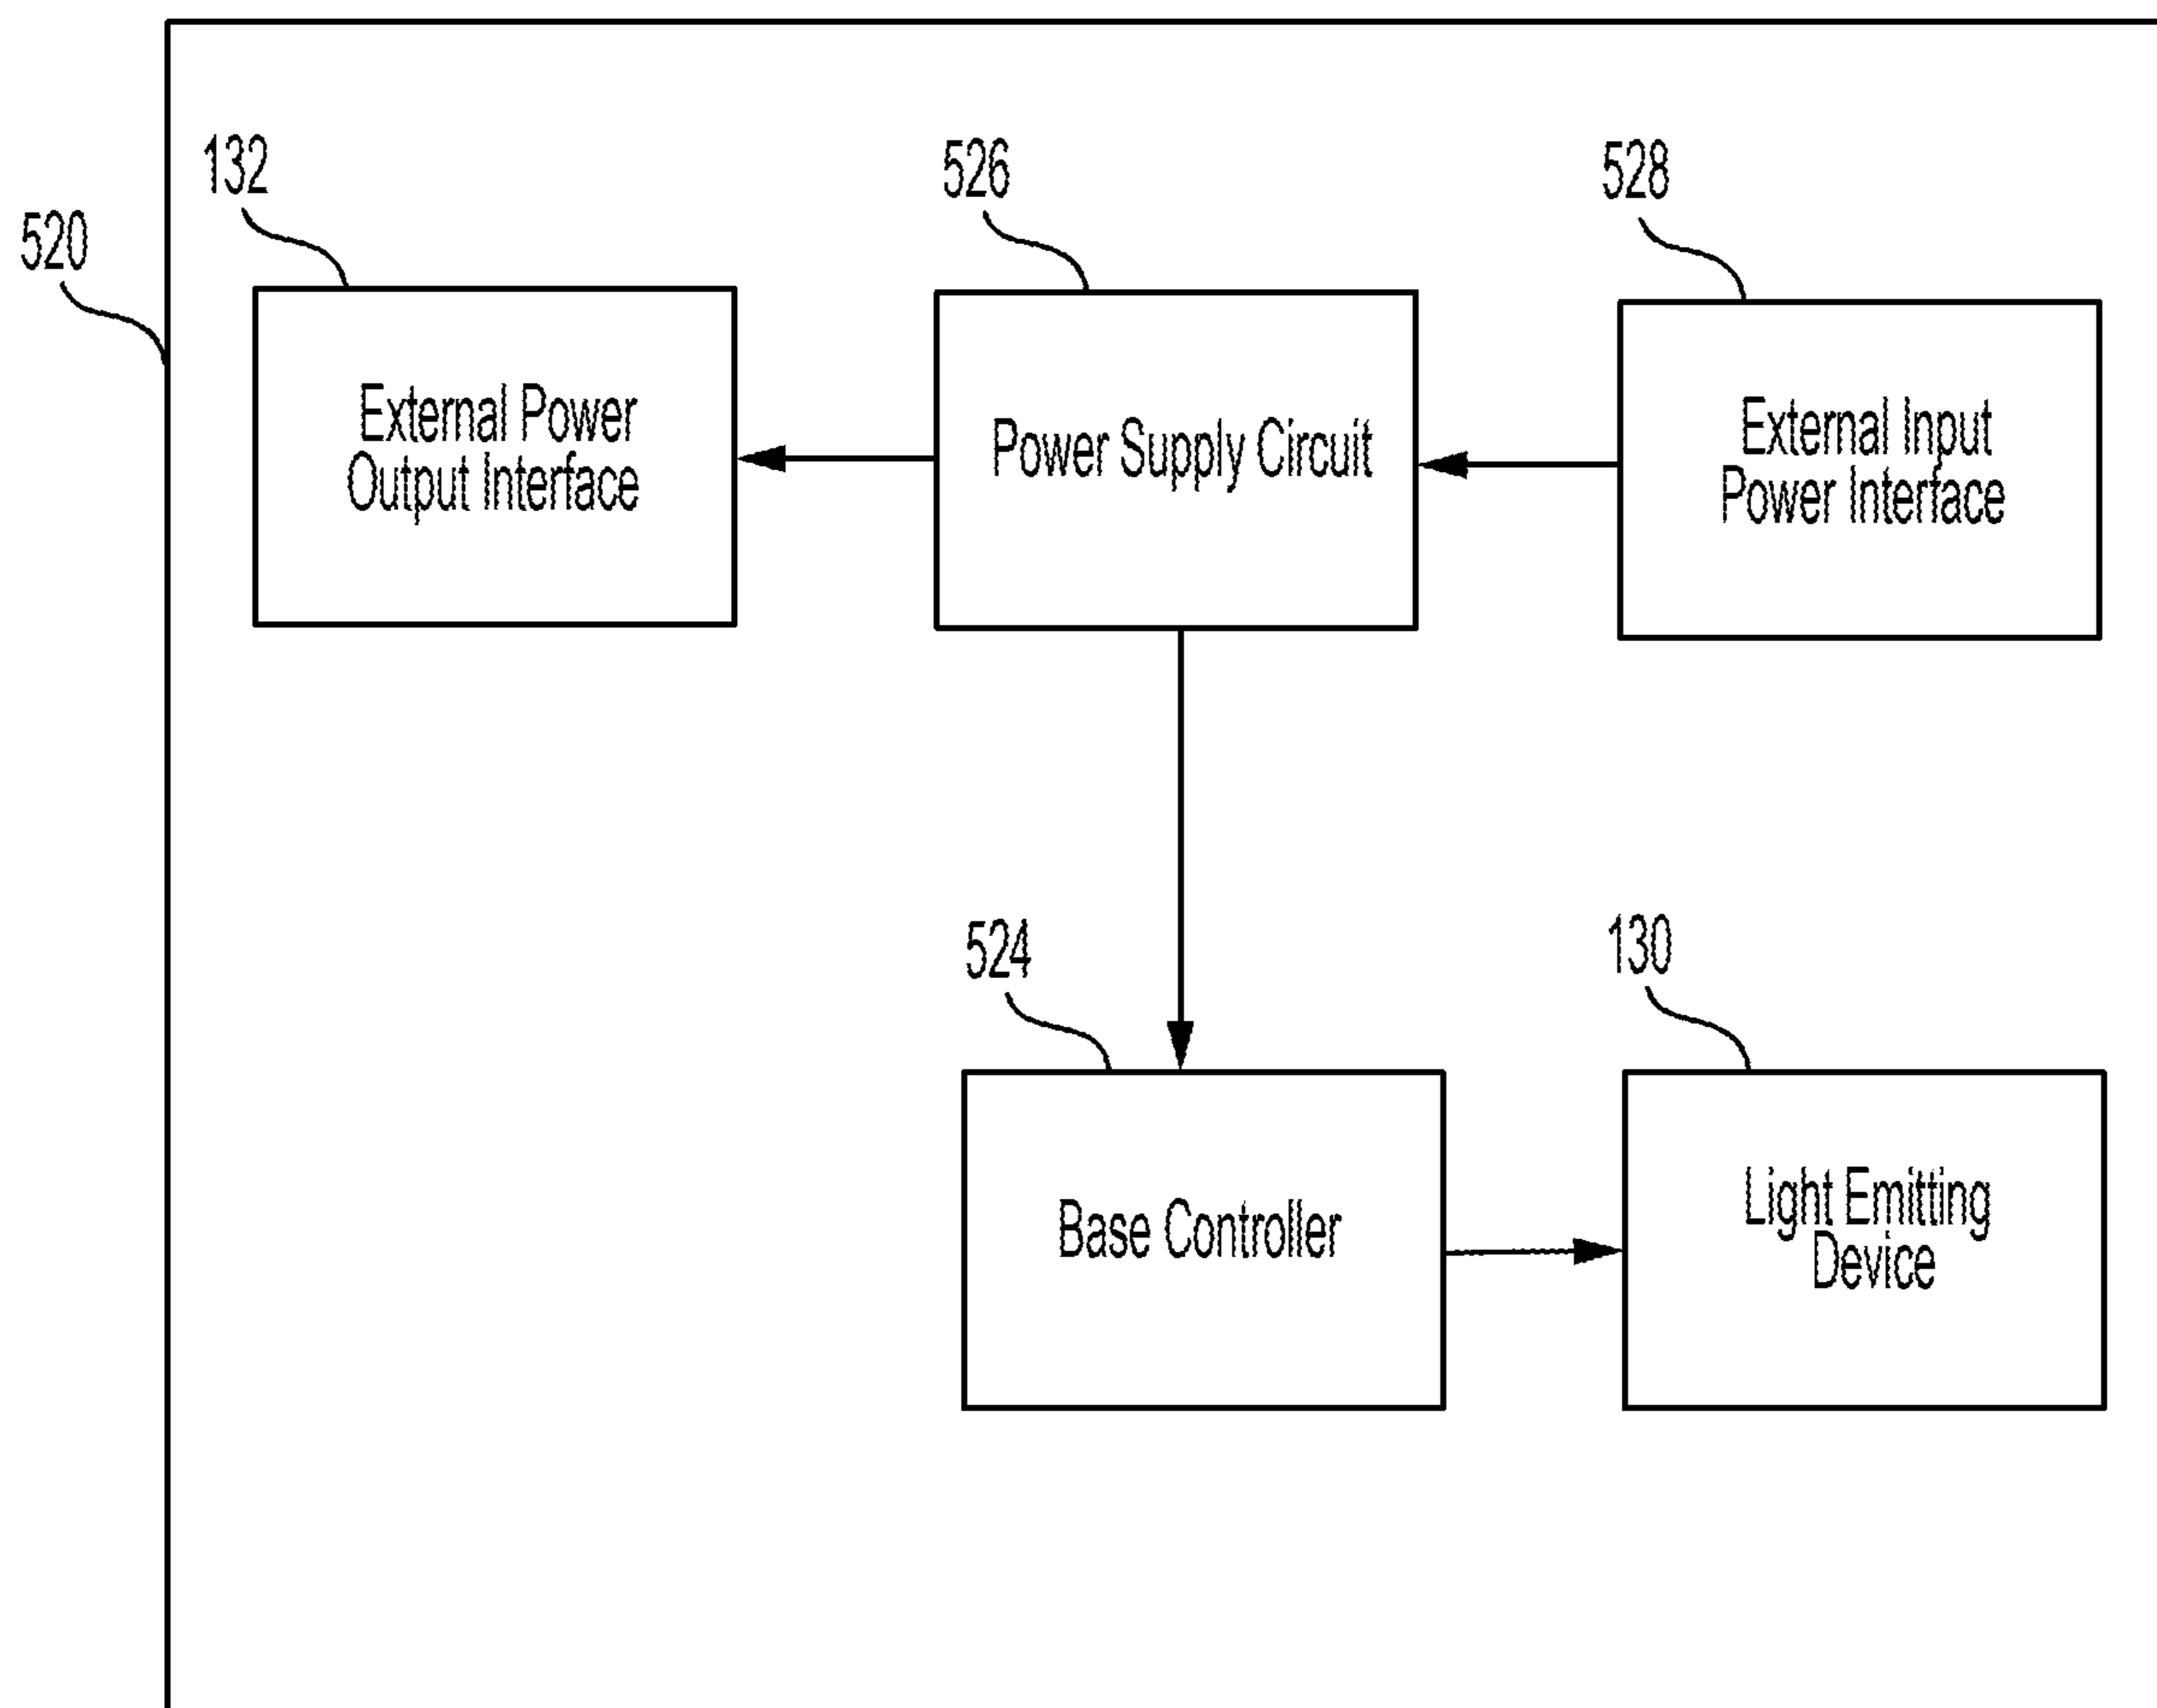 132
526
528
520
External Power
Output Interface
Power Supply Circuit
External Input
Power Interface
524
130
Base Controller
Light Emitting
Device